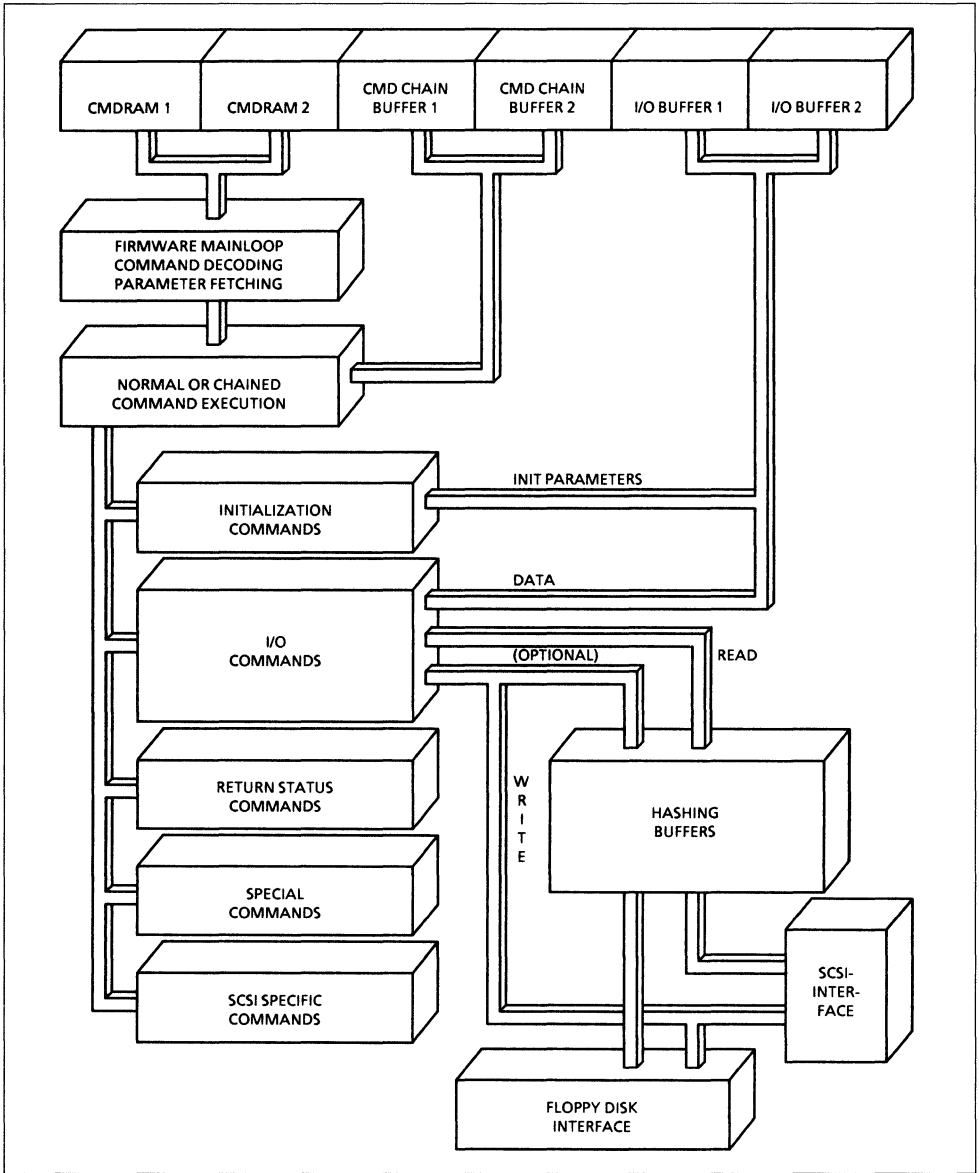 CMDRAM 1
CMDRAM 2
CMD CHAIN
BUFFER 1
CMD CHAIN
BUFFER 2
I/O BUFFER 1
I/O BUFFER 2
FIRMWARE MAINLOOP
COMMAND DECODING
PARAMETER FETCHING
NORMAL OR CHAINED
COMMAND EXECUTION
INIT PARAMETERS
INITIALIZATION
COMMANDS
DATA
I/O
COMMANDS
(OPTIONAL)
READ
RETURN STATUS
COMMANDS
W
R
I
T
E
HASHING
BUFFERS
SPECIAL
COMMANDS
SCSI SPECIFIC
COMMANDS
SCSI-
INTER-
FACE
FLOPPY DISK
INTERFACE